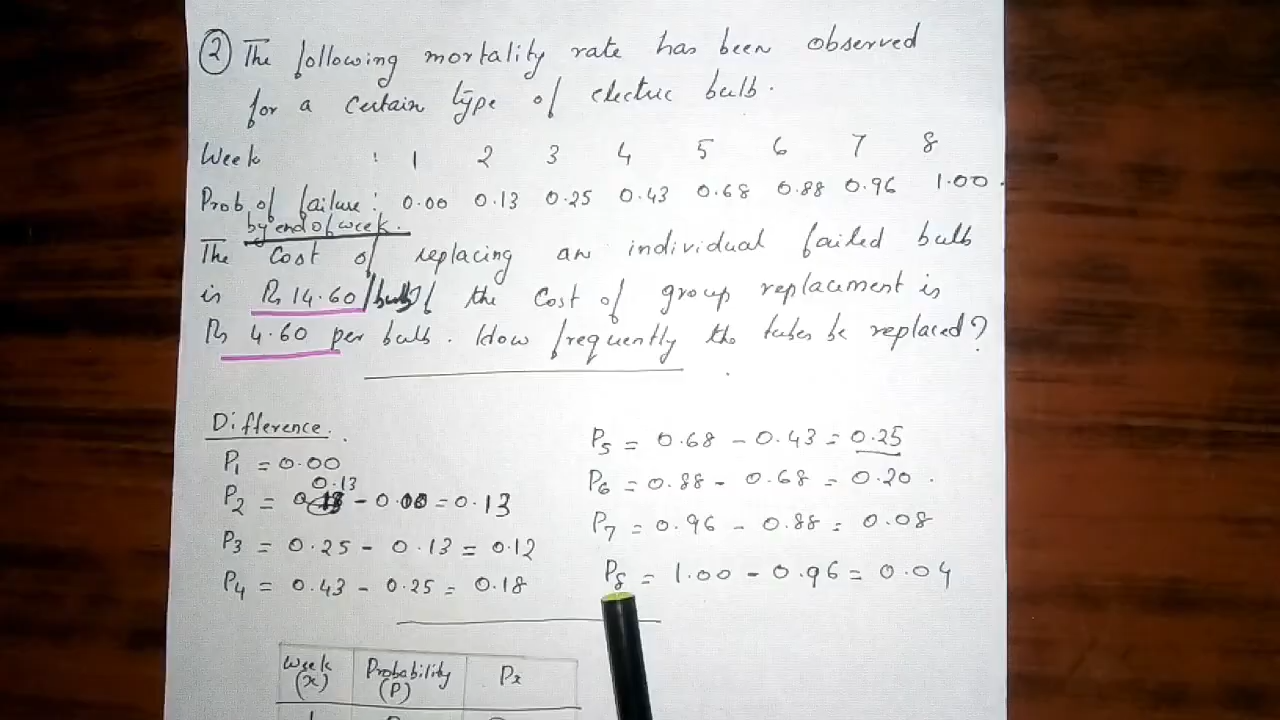 ② The following mortality rate has been observed
for a certain type of electric bulb.
Week : 1 2 3 4 5 6 7 8
Prob. of failure : 0.00 0.13 0.25 0.43 0.68 0.88 0.96 1.00.
by end of week.
The cost of replacing an individual failed bulb
is Rs 14.60/bulb the cost of group replacement is
Rs 4.60 per bulb. How frequently the tubes be replaced?
Difference.
P1 = 0.00
0.13
P2 = - 0.00 = 0.13
P3 = 0.25 - 0.13 = 0.12
P4 = 0.43 - 0.25 = 0.18
P5 = 0.68 - 0.43 = 0.25
P6 = 0.88 - 0.68 = 0.20.
P7 = 0.96 - 0.88 = 0.08
P8 = 1.00 - 0.96 = 0.04
Week (x) Probability (P) Px